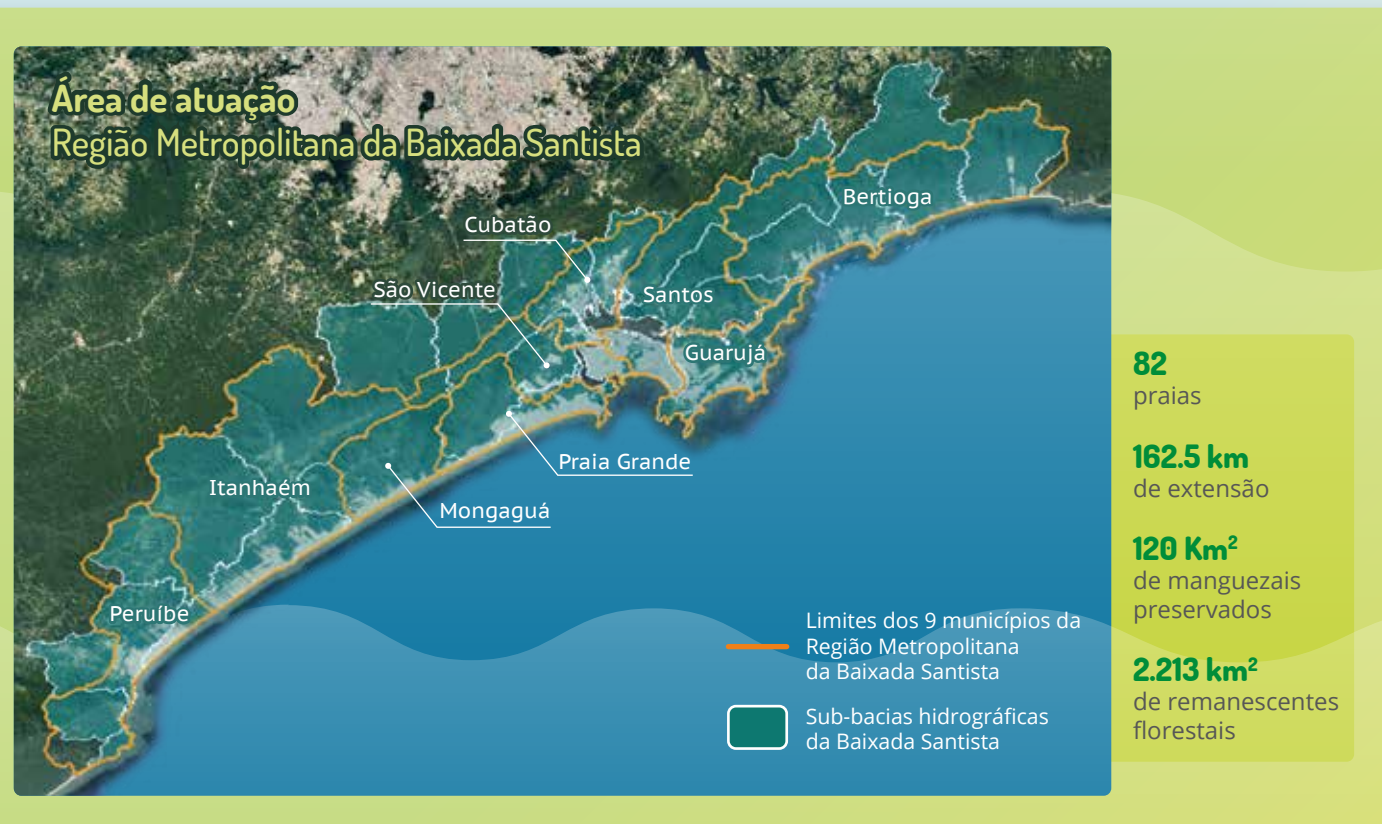 Área de atuação
Região Metropolitana da Baixada Santista
Bertioga
Cubatão
São Vicente
Santos
Guarujá
Praia Grande
Itanhaém
Mongaguá
Peruíbe
Limites dos 9 municípios da
Região Metropolitana
da Baixada Santista
Sub-bacias hidrográficas
da Baixada Santista
82
praias
162.5 km
de extensão
120 Km²
de manguezais
preservados
2.213 km²
de remanescentes
florestais